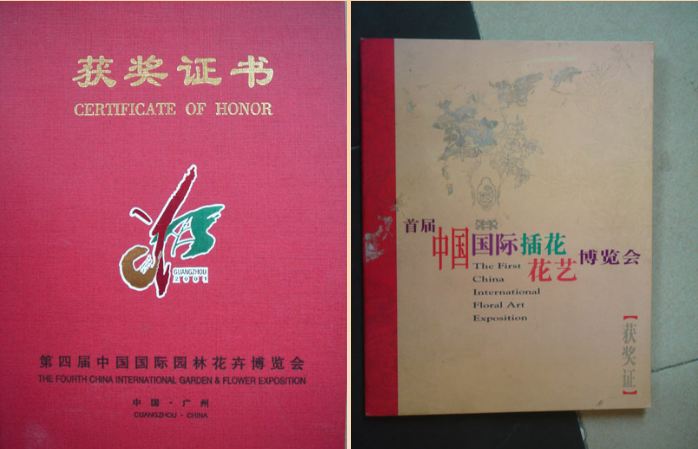 获奖证书
CERTIFICATE OF HONOR
GUANGZHOU
2001
第四届中国国际园林花卉博览会
THE FOURTH CHINA INTERNATIONAL GARDEN & FLOWER EXPOSITION
中国·广州
GUANGZHOU·CHINA
首届
中国国际插花
花艺博览会
The First
China
International
Floral Art
Exposition
【获奖证】